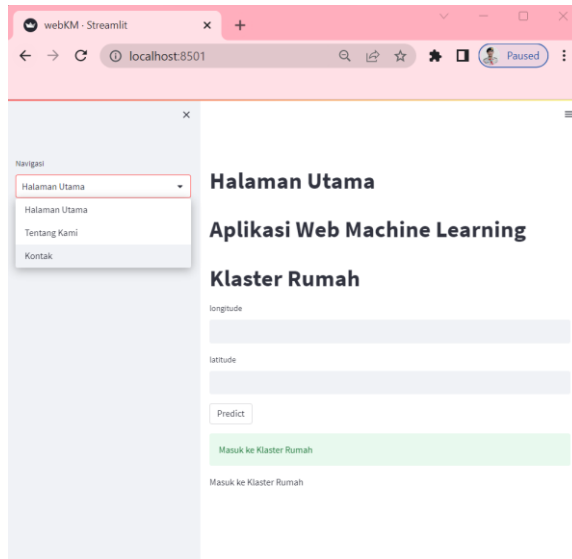 webKM · Streamlit
localhost:8501
Paused
Navigasi
Halaman Utama
Halaman Utama
Tentang Kami
Kontak
Halaman Utama
Aplikasi Web Machine Learning
Klaster Rumah
longitude
latitude
Predict
Masuk ke Klaster Rumah
Masuk ke Klaster Rumah